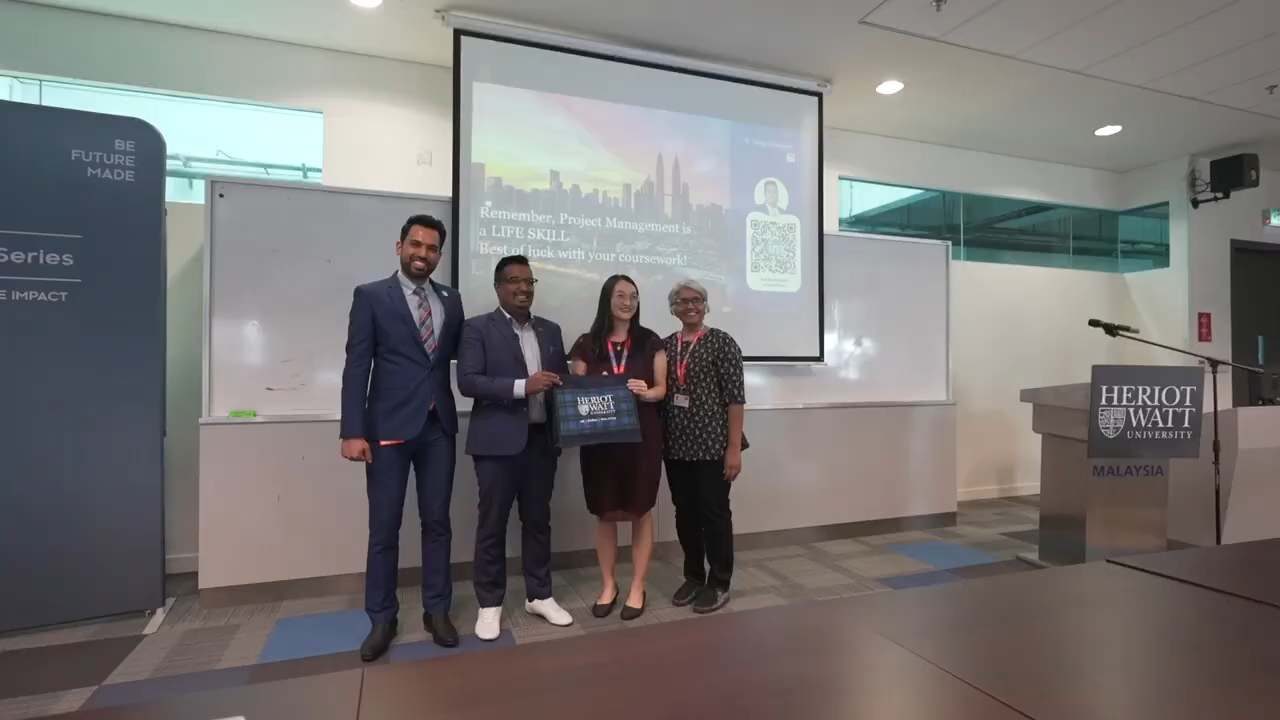 BE
FUTURE
MADE
Series
E IMPACT
Remember, Project Management is
a LIFE SKILL
Best of luck with your coursework!
HERIOT
WATT
UNIVERSITY
HERIOT
WATT
UNIVERSITY
MALAYSIA